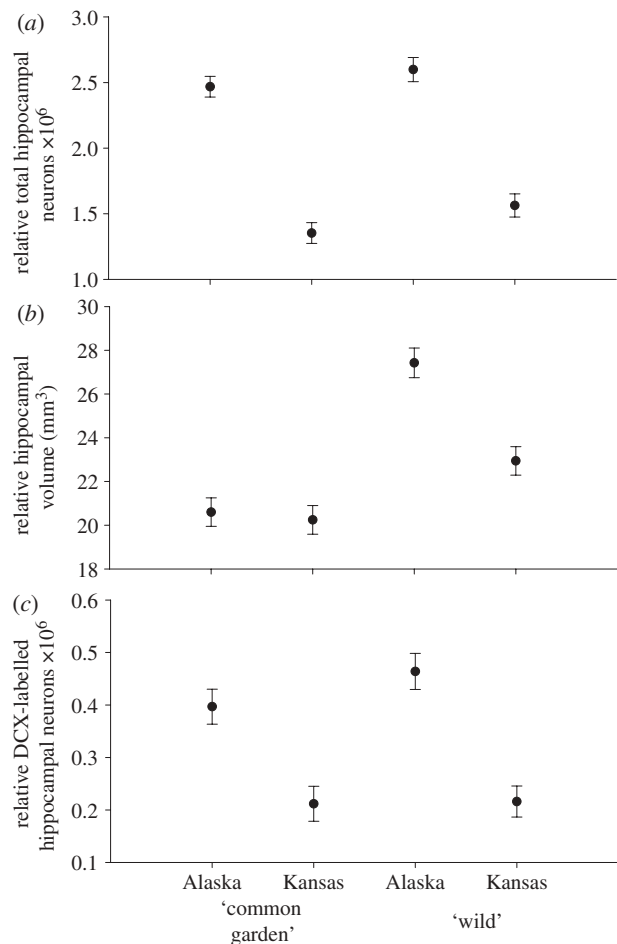 (a)
3.0
2.5
2.0
1.5
1.0
relative total hippocampal
neurons ×10⁶
(b)
30
28
26
24
22
20
18
relative hippocampal
volume (mm³)
(c)
0.6
0.5
0.4
0.3
0.2
0.1
relative DCX-labelled
hippocampal neurons ×10⁶
Alaska Kansas Alaska Kansas
‘common
garden’
‘wild’